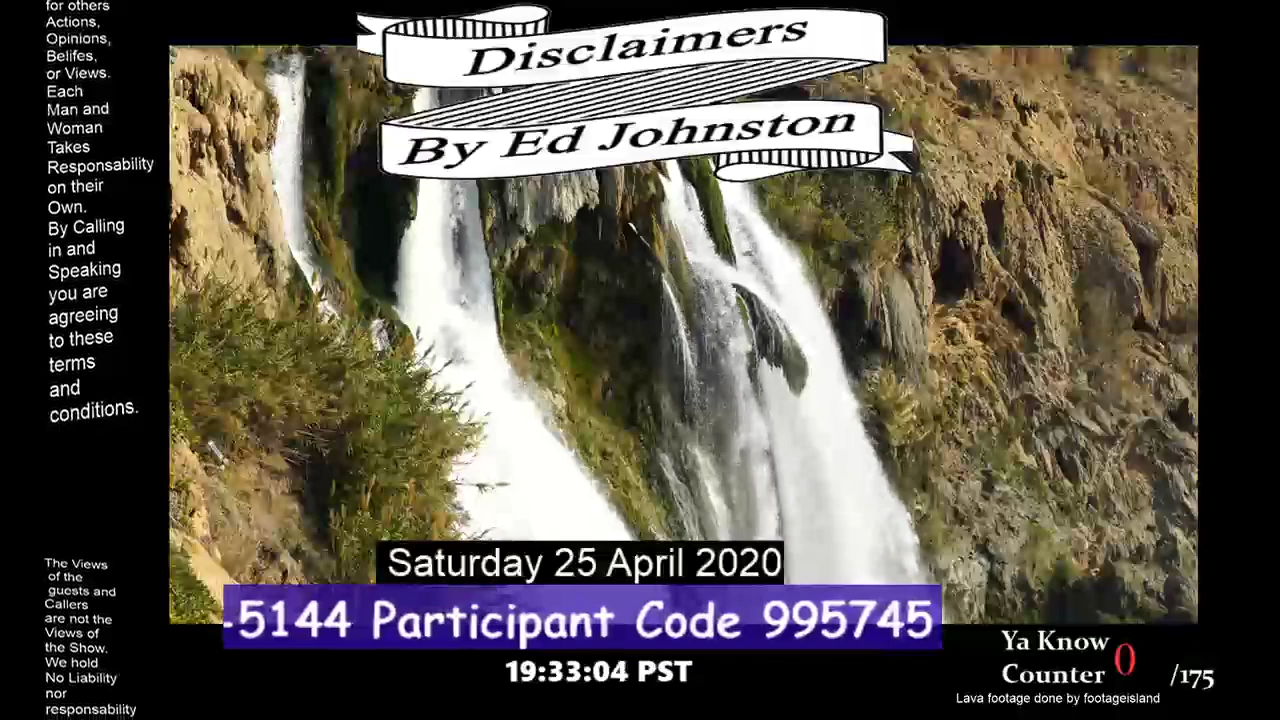 for others
Actions,
Opinions,
Belifes,
or Views.
Each
Man and
Woman
Takes
Responsability
on their
Own.
By Calling
in and
Speaking
you are
agreeing
to these
terms
and
conditions.
The Views
of the
guests and
Callers
are not the
Views of
the Show.
We hold
No Liability
nor
responsability
Disclaimers
By Ed Johnston
Saturday 25 April 2020
-5144 Participant Code 995745
19:33:04 PST
Ya Know
Counter 0 /175
Lava footage done by footageisland